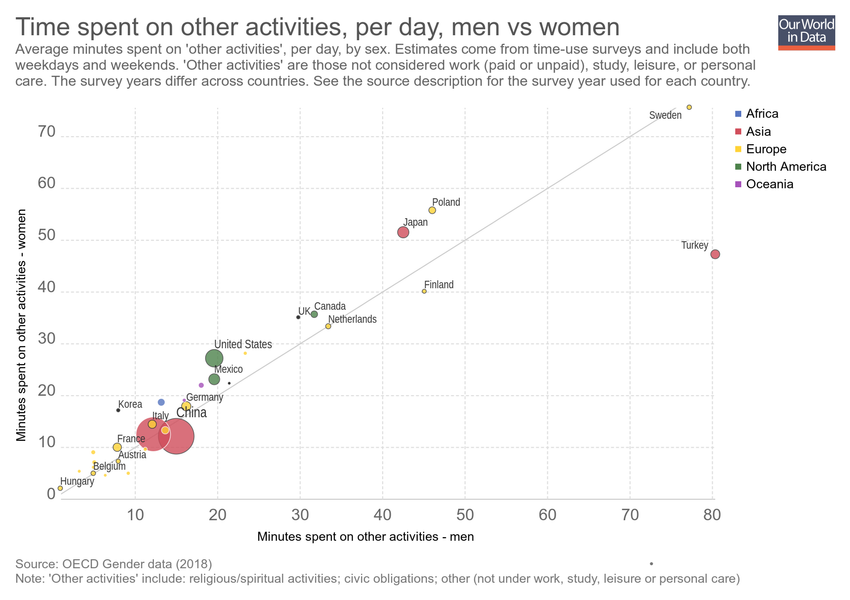 Time spent on other activities, per day, men vs women
Our World
in Data
Average minutes spent on 'other activities', per day, by sex. Estimates come from time-use surveys and include both
weekdays and weekends. 'Other activities' are those not considered work (paid or unpaid), study, leisure, or personal
care. The survey years differ across countries. See the source description for the survey year used for each country.
Africa
Asia
Europe
North America
Oceania
Minutes spent on other activities - women
70
60
50
40
30
20
10
0
Sweden
Poland
Japan
Turkey
Finland
UK
Canada
Netherlands
United States
Mexico
Germany
Korea
China
Italy
France
Austria
Belgium
Hungary
10
20
30
40
50
60
70
80
Minutes spent on other activities - men
Source: OECD Gender data (2018)
Note: 'Other activities' include: religious/spiritual activities; civic obligations; other (not under work, study, leisure or personal care)